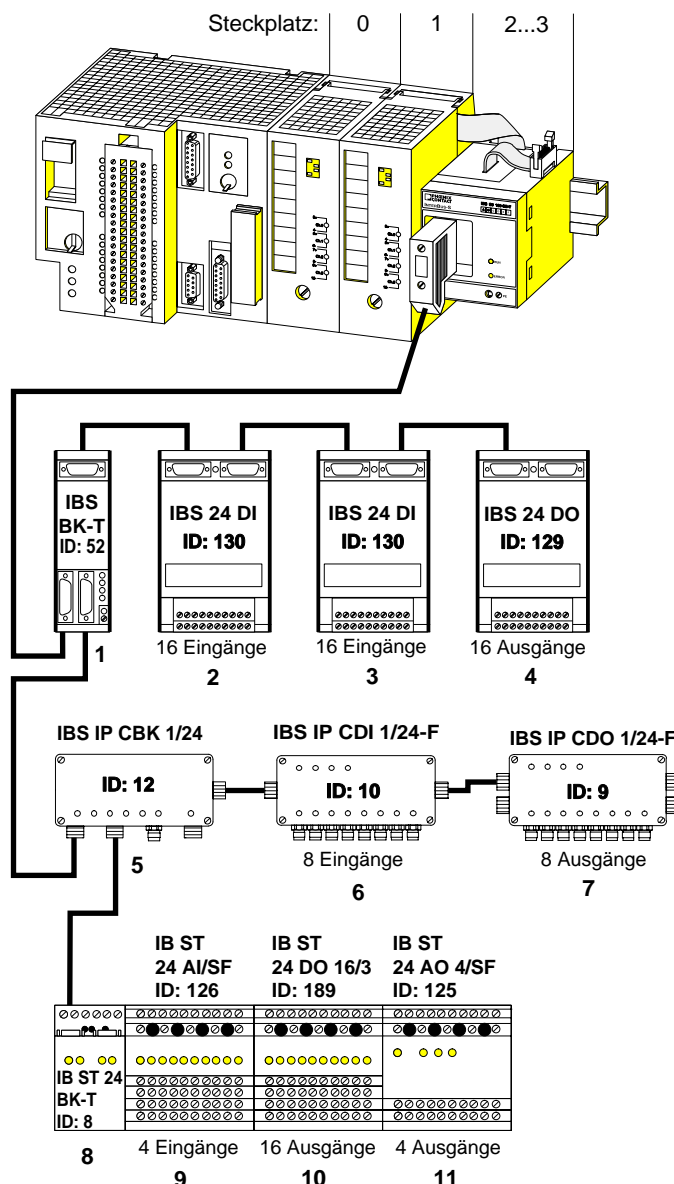 Steckplatz: 0 1 2...3
PHOENIX
CONTACT
IBS
BK-T
ID: 52
IBS 24 DI
ID: 130
IBS 24 DI
ID: 130
IBS 24 DO
ID: 129
1
16 Eingänge
2
16 Eingänge
3
16 Ausgänge
4
IBS IP CBK 1/24
ID: 12
5
IBS IP CDI 1/24-F
ID: 10
8 Eingänge
6
IBS IP CDO 1/24-F
ID: 9
8 Ausgänge
7
IB ST 24
BK-T
ID: 8
8
IB ST
24 AI/SF
ID: 126
4 Eingänge
9
IB ST
24 DO 16/3
ID: 189
16 Ausgänge
10
IB ST
24 AO 4/SF
ID: 125
4 Ausgänge
11